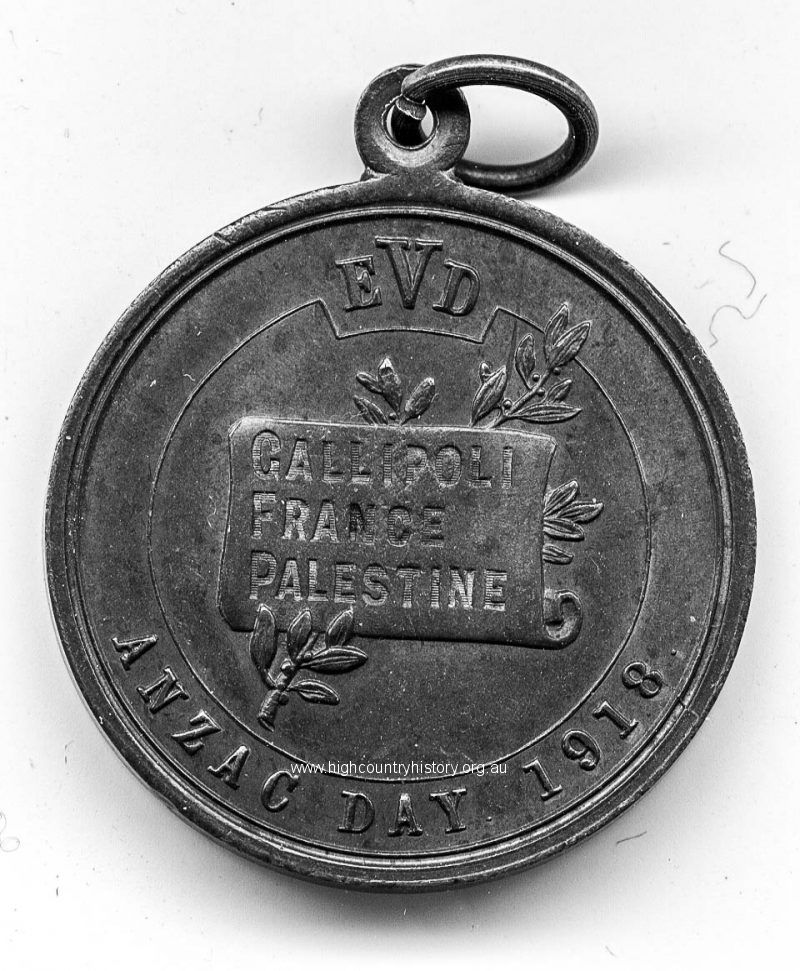 EVD
GALLIPOLI
FRANCE
PALESTINE
ANZAC DAY 1918.
www.highcountryhistory.org.au